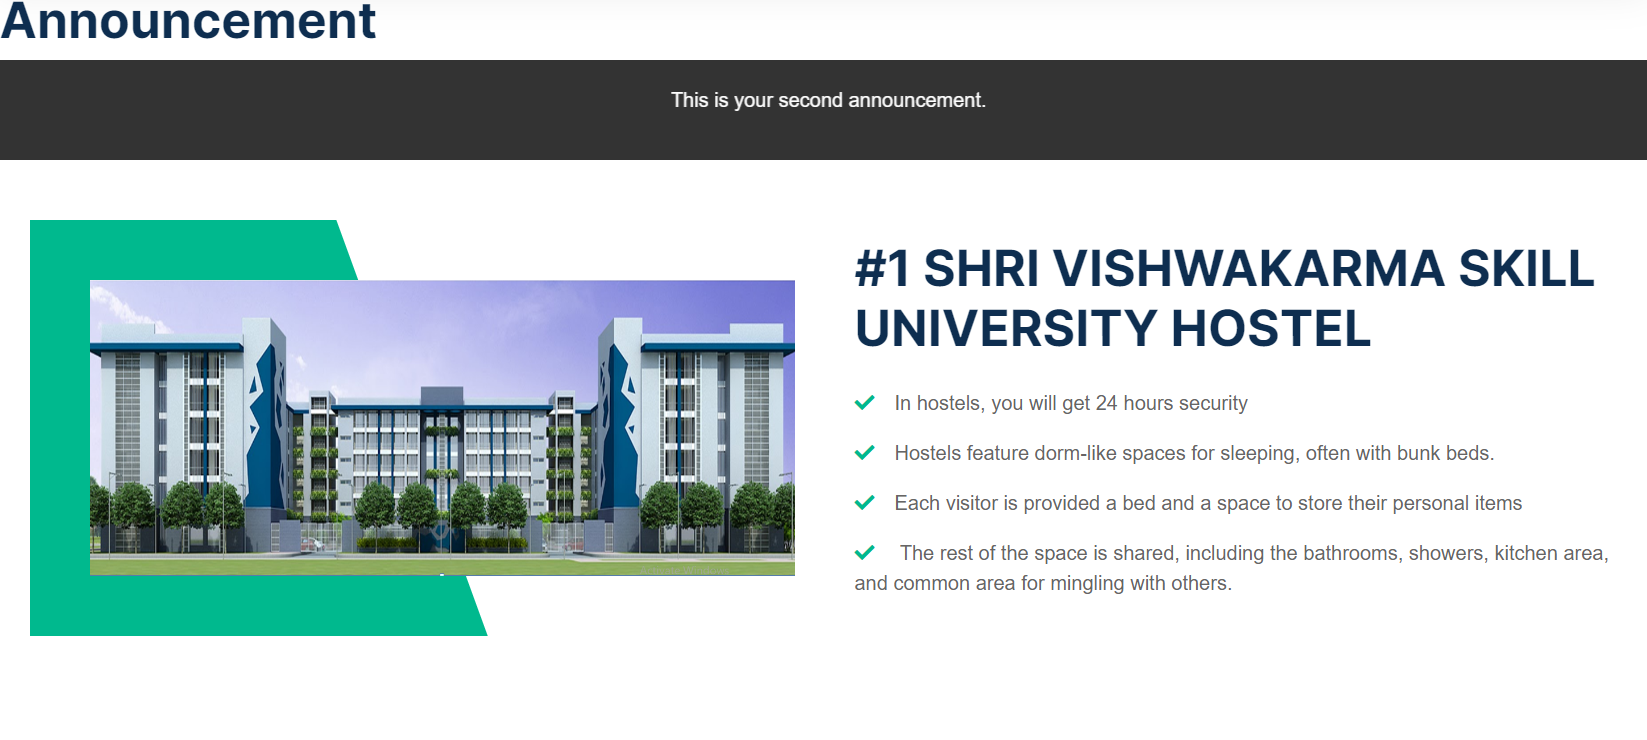 Announcement
This is your second announcement.
#1 SHRI VISHWAKARMA SKILL
UNIVERSITY HOSTEL
In hostels, you will get 24 hours security
Hostels feature dorm-like spaces for sleeping, often with bunk beds.
Each visitor is provided a bed and a space to store their personal items
The rest of the space is shared, including the bathrooms, showers, kitchen area,
and common area for mingling with others.